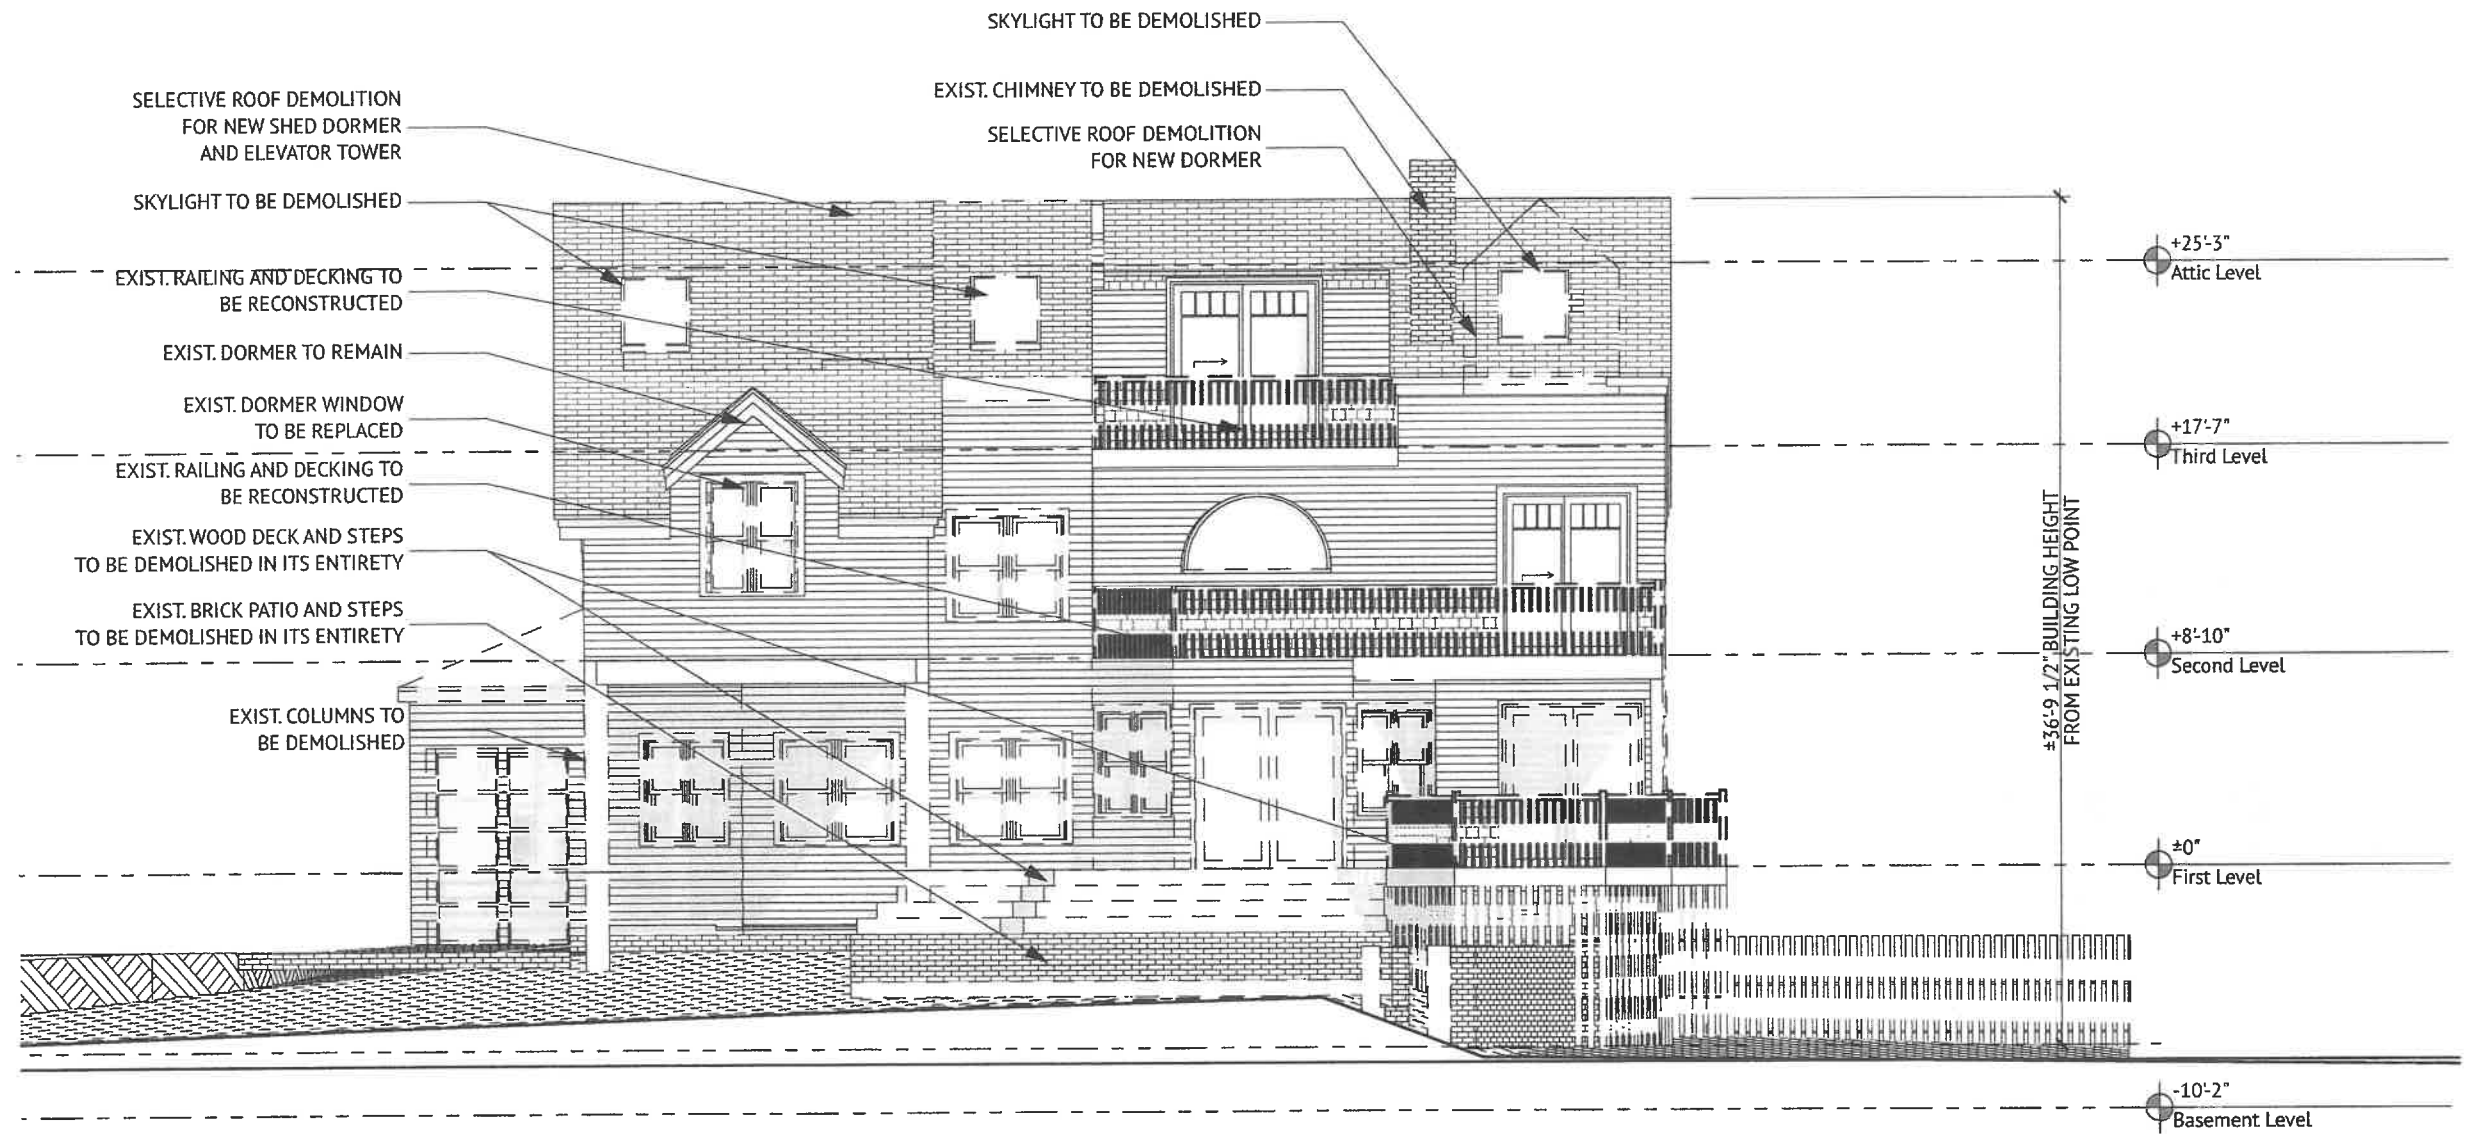 SKYLIGHT TO BE DEMOLISHED
EXIST. CHIMNEY TO BE DEMOLISHED
SELECTIVE ROOF DEMOLITION
FOR NEW DORMER
SELECTIVE ROOF DEMOLITION
FOR NEW SHED DORMER
AND ELEVATOR TOWER
SKYLIGHT TO BE DEMOLISHED
EXIST. RAILING AND DECKING TO
BE RECONSTRUCTED
EXIST. DORMER TO REMAIN
EXIST. DORMER WINDOW
TO BE REPLACED
EXIST. RAILING AND DECKING TO
BE RECONSTRUCTED
EXIST. WOOD DECK AND STEPS
TO BE DEMOLISHED IN ITS ENTIRETY
EXIST. BRICK PATIO AND STEPS
TO BE DEMOLISHED IN ITS ENTIRETY
EXIST. COLUMNS TO
BE DEMOLISHED
+25'-3"
Attic Level
+17'-7"
Third Level
±36'-9 1/2" BUILDING HEIGHT
FROM EXISTING LOW POINT
+8'-10"
Second Level
±0"
First Level
-10'-2"
Basement Level